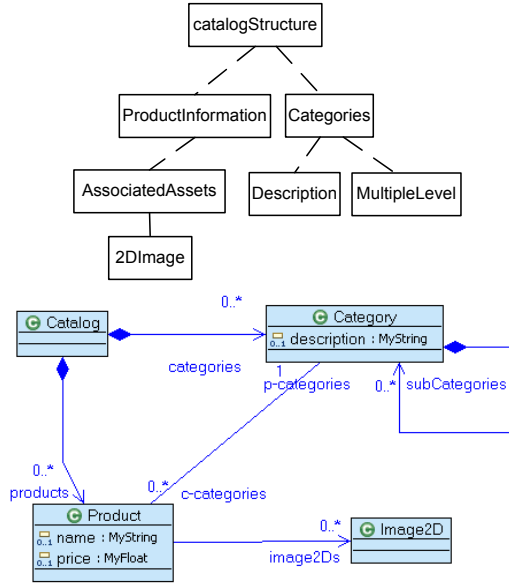 catalogStructure
ProductInformation
Categories
AssociatedAssets
Description
MultipleLevel
2DImage
C Catalog
0..*
categories
C Category
0..1 description : MyString
1
p-categories
0..*
subCategories
0..*
products
0..*
c-categories
C Product
0..1 name : MyString
0..1 price : MyFloat
0..*
image2Ds
C Image2D